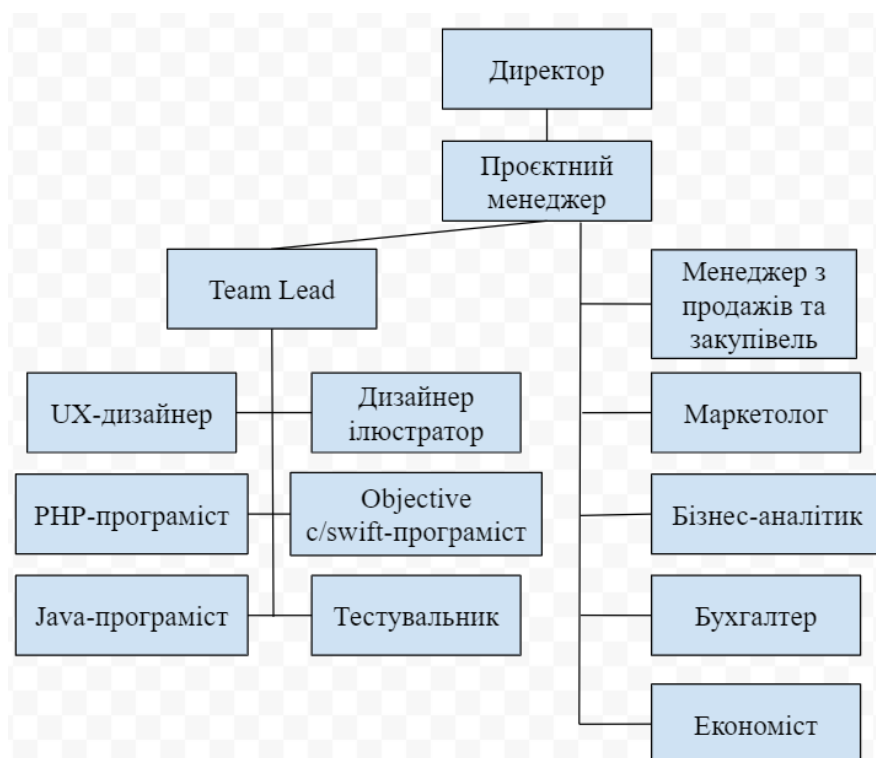 Директор
Проєктний
менеджер
Team Lead
Менеджер з
продажів та
закупівель
UX-дизайнер
Дизайнер
ілюстратор
Маркетолог
PHP-програміст
Objective
c/swift-програміст
Бізнес-аналітик
Java-програміст
Тестувальник
Бухгалтер
Економіст